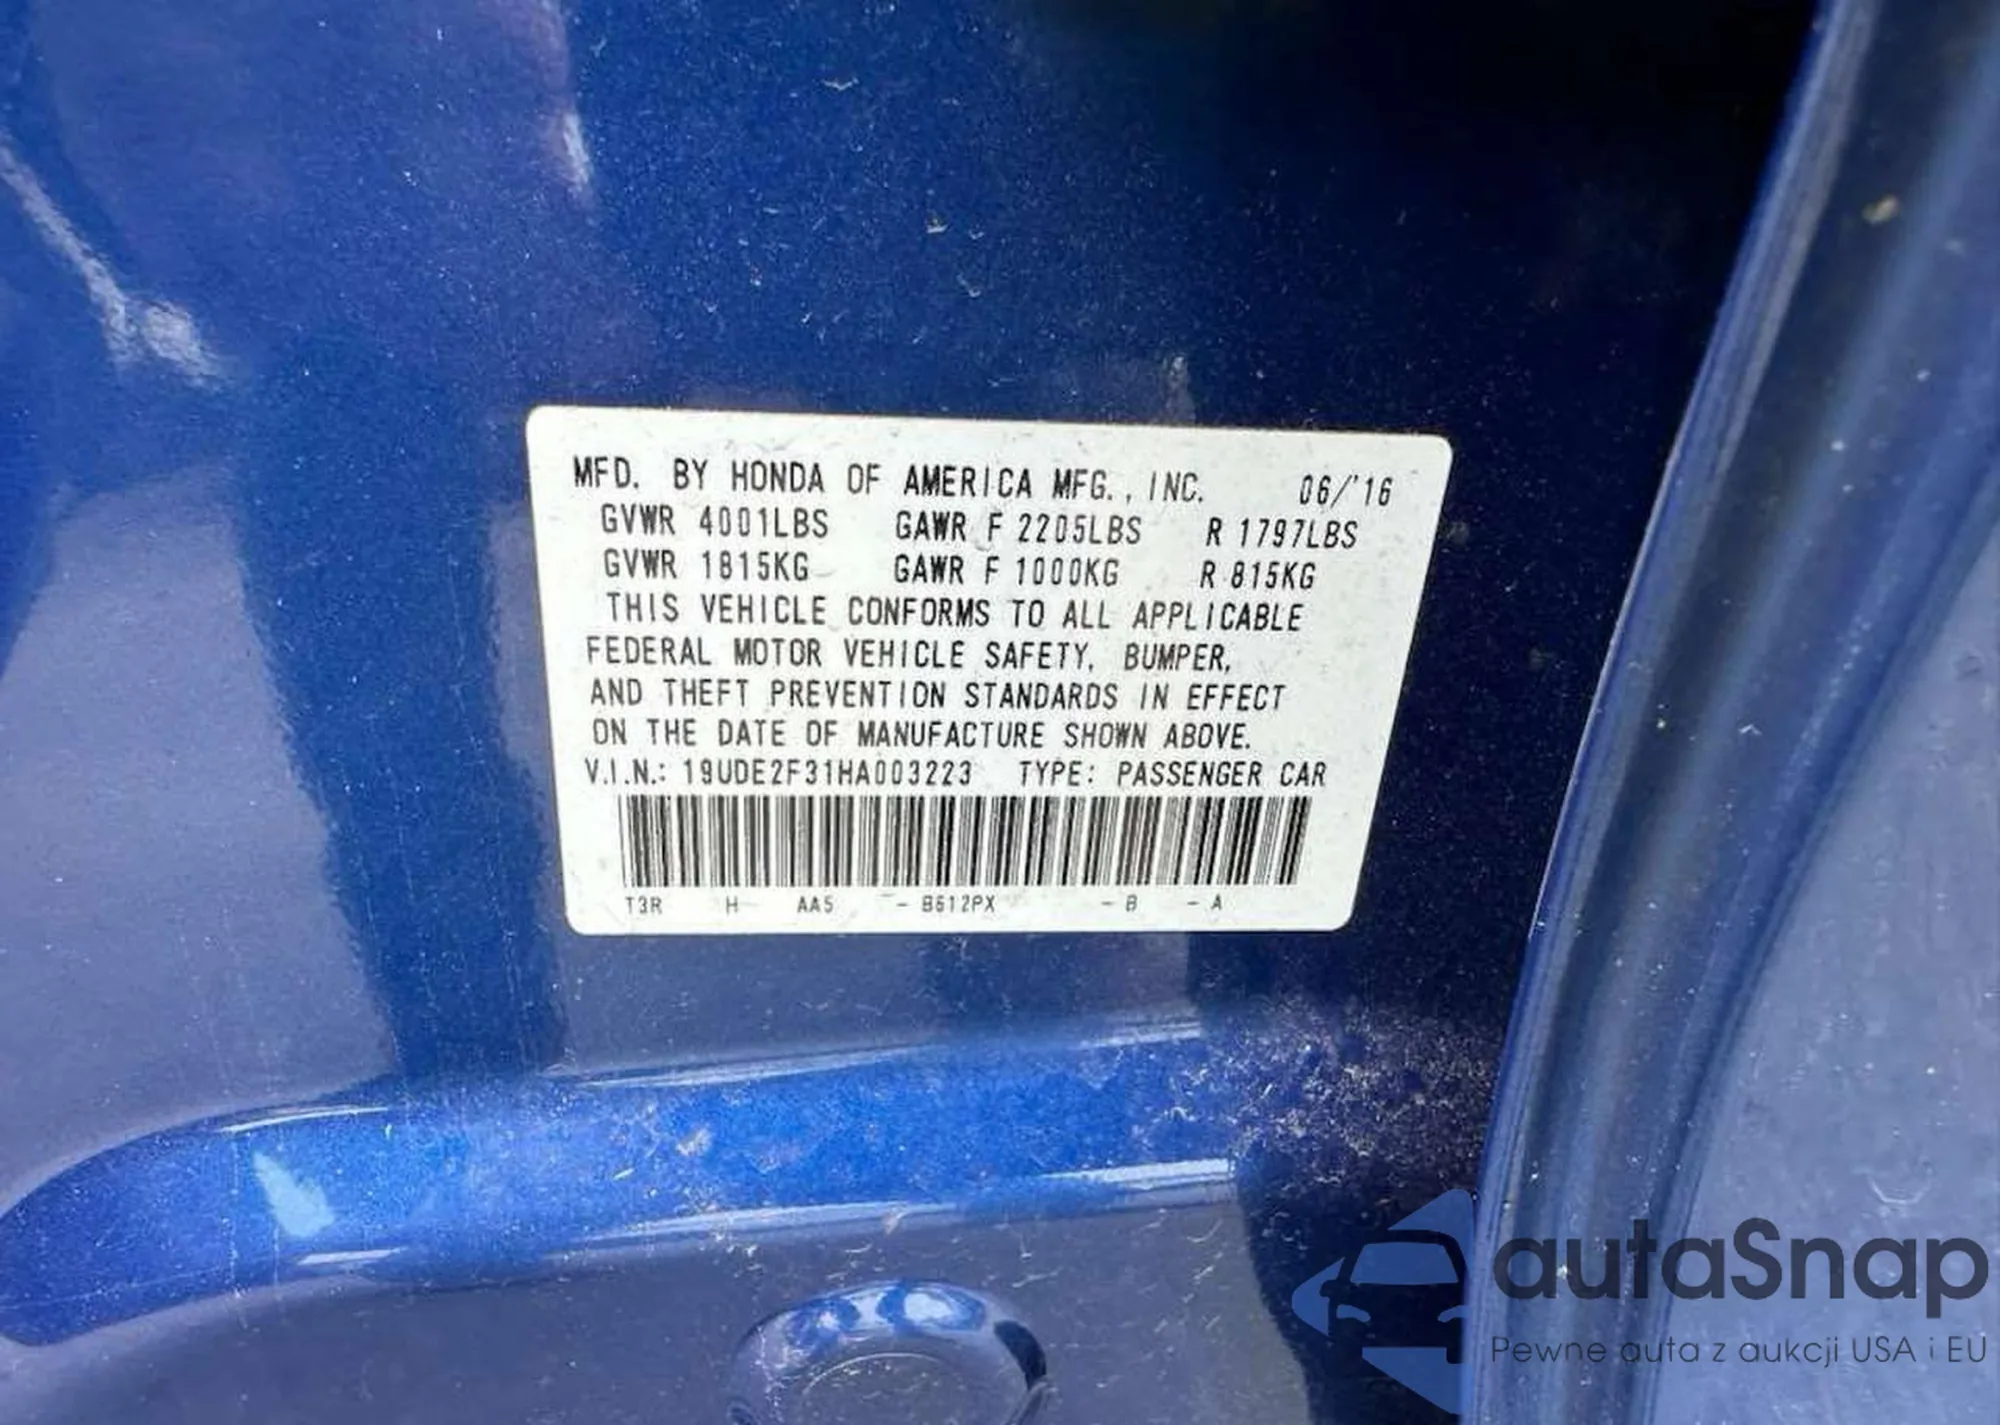 MFD. BY HONDA OF AMERICA MFG., INC. 06/'16
GVWR 4001LBS GAWR F 2205LBS R 1797LBS
GVWR 1815KG GAWR F 1000KG R 815KG
THIS VEHICLE CONFORMS TO ALL APPLICABLE
FEDERAL MOTOR VEHICLE SAFETY, BUMPER,
AND THEFT PREVENTION STANDARDS IN EFFECT
ON THE DATE OF MANUFACTURE SHOWN ABOVE.
V.I.N.: 19UDE2F31HA003223 TYPE: PASSENGER CAR
T3R H AA5 - B612PX - B - A
autaSnap
Pewne auta z aukcji USA i EU